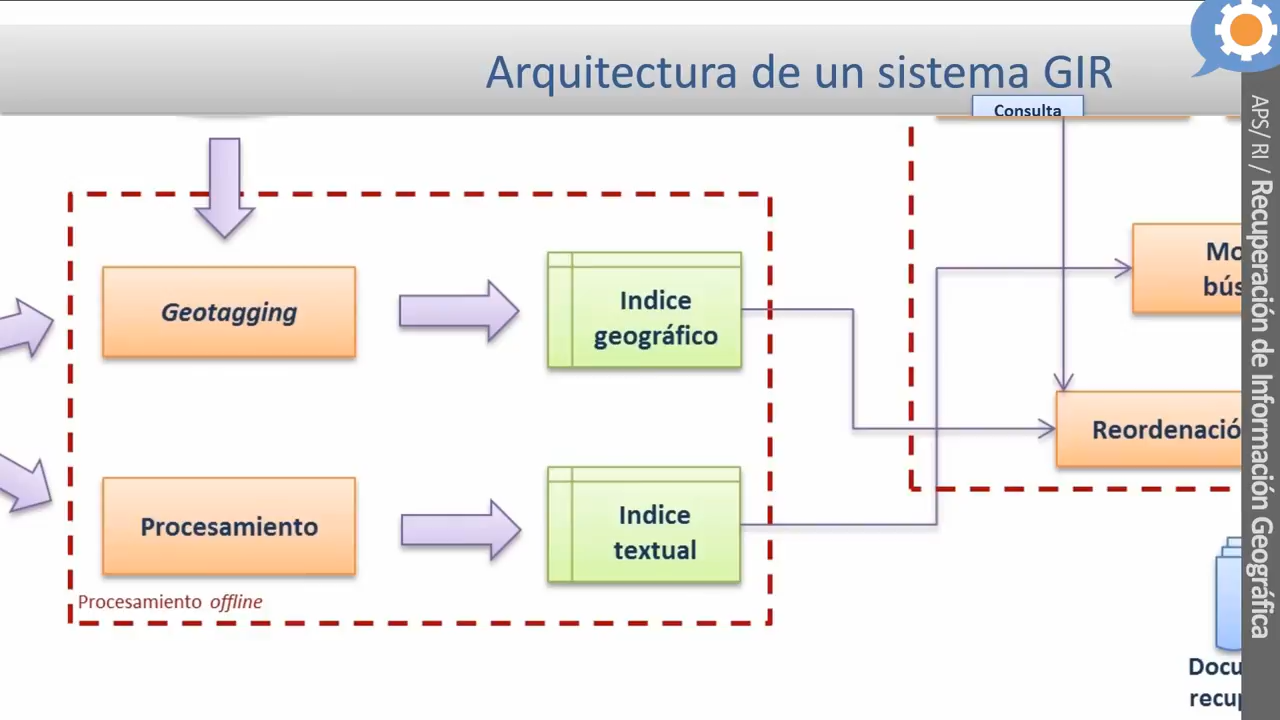 Arquitectura de un sistema GIR
Consulta
Geotagging
Indice
geográfico
Procesamiento
Indice
textual
Procesamiento offline
Reordenació
APS/ RI / Recuperación de Información Geográfica